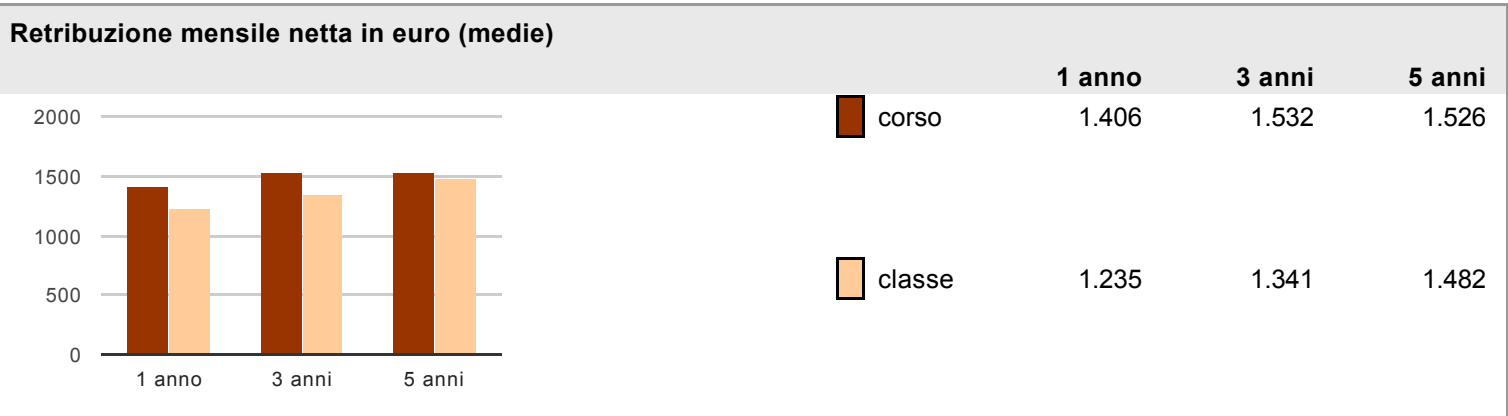 Retribuzione mensile netta in euro (medie)
1 anno 3 anni 5 anni
2000
1500
1000
500
0
1 anno 3 anni 5 anni
corso 1.406 1.532 1.526
classe 1.235 1.341 1.482